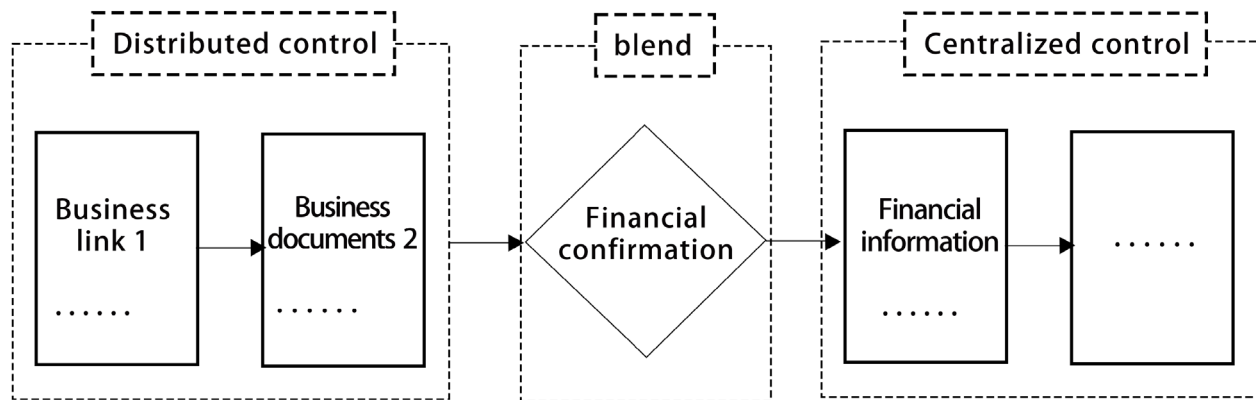 Distributed control
blend
Centralized control
Business
link 1
......
Business
documents 2
......
Financial
confirmation
Financial
information
......
......